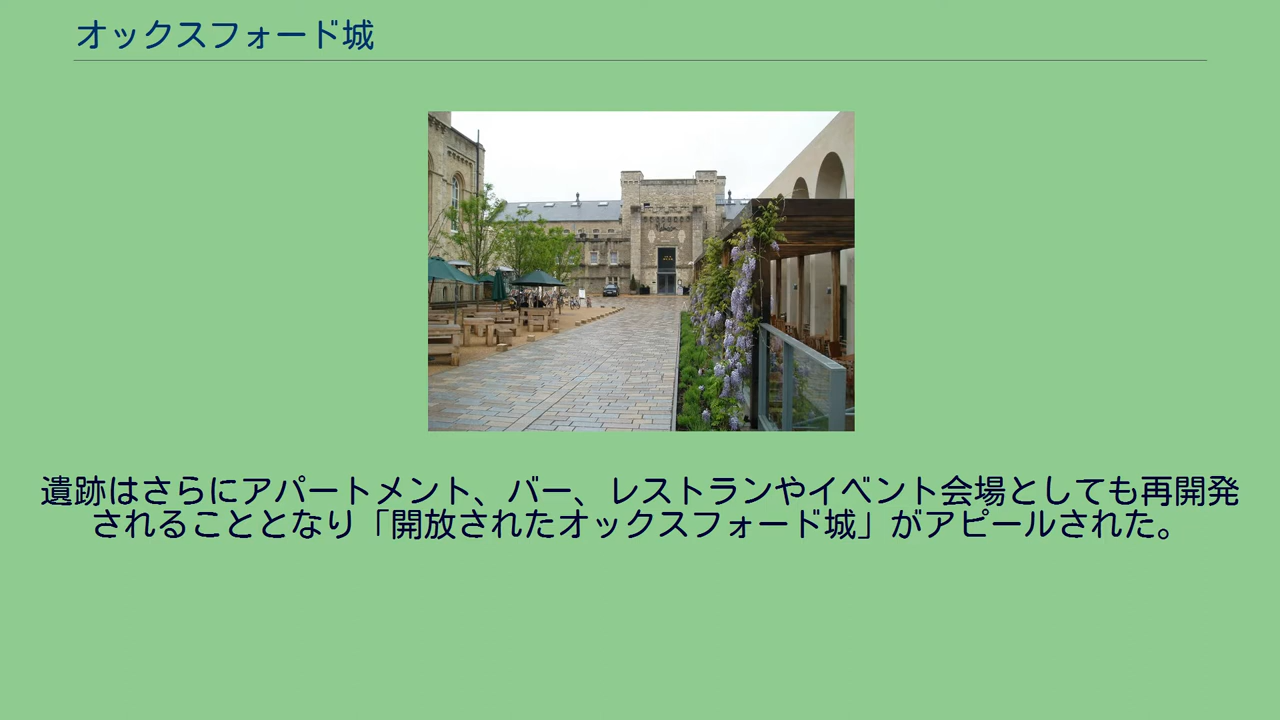 オックスフォード城
遺跡はさらにアパートメント、バー、レストランやイベント会場としても再開発
されることとなり「開放されたオックスフォード城」がアピールされた。